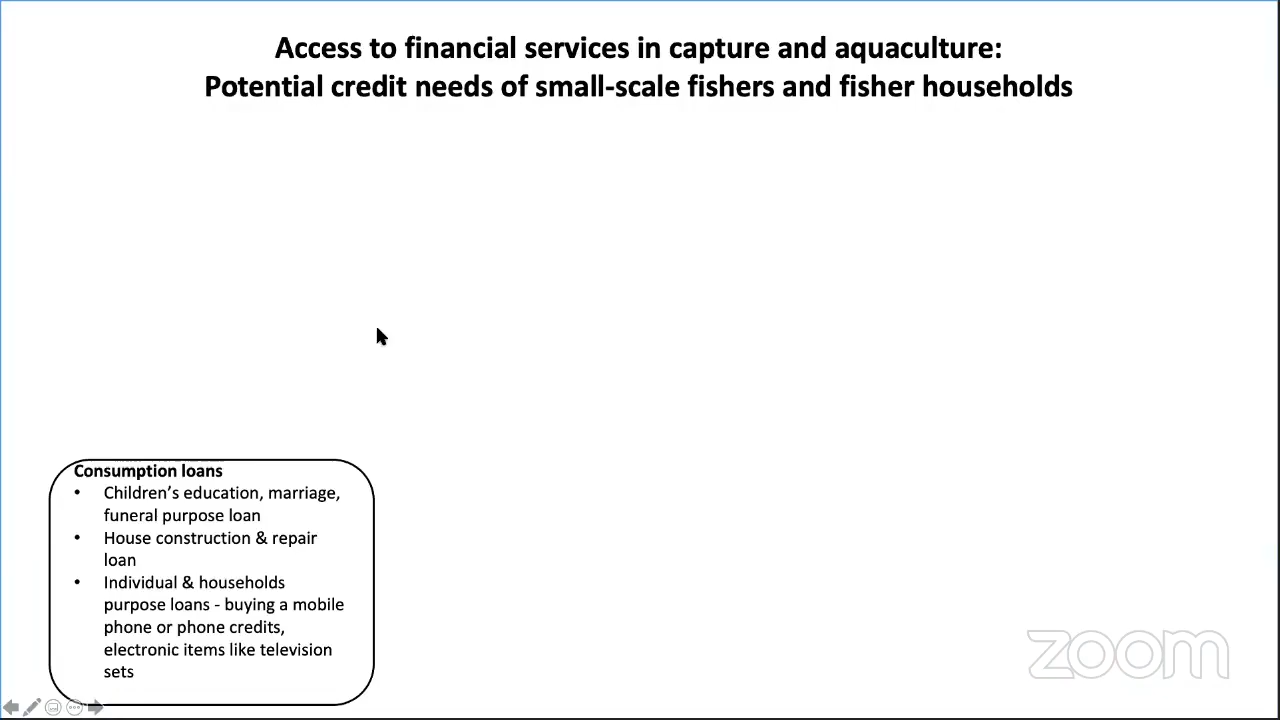 Access to financial services in capture and aquaculture:
Potential credit needs of small-scale fishers and fisher households
Consumption loans
• Children’s education, marriage,
funeral purpose loan
• House construction & repair
loan
• Individual & households
purpose loans - buying a mobile
phone or phone credits,
electronic items like television
sets
zoom